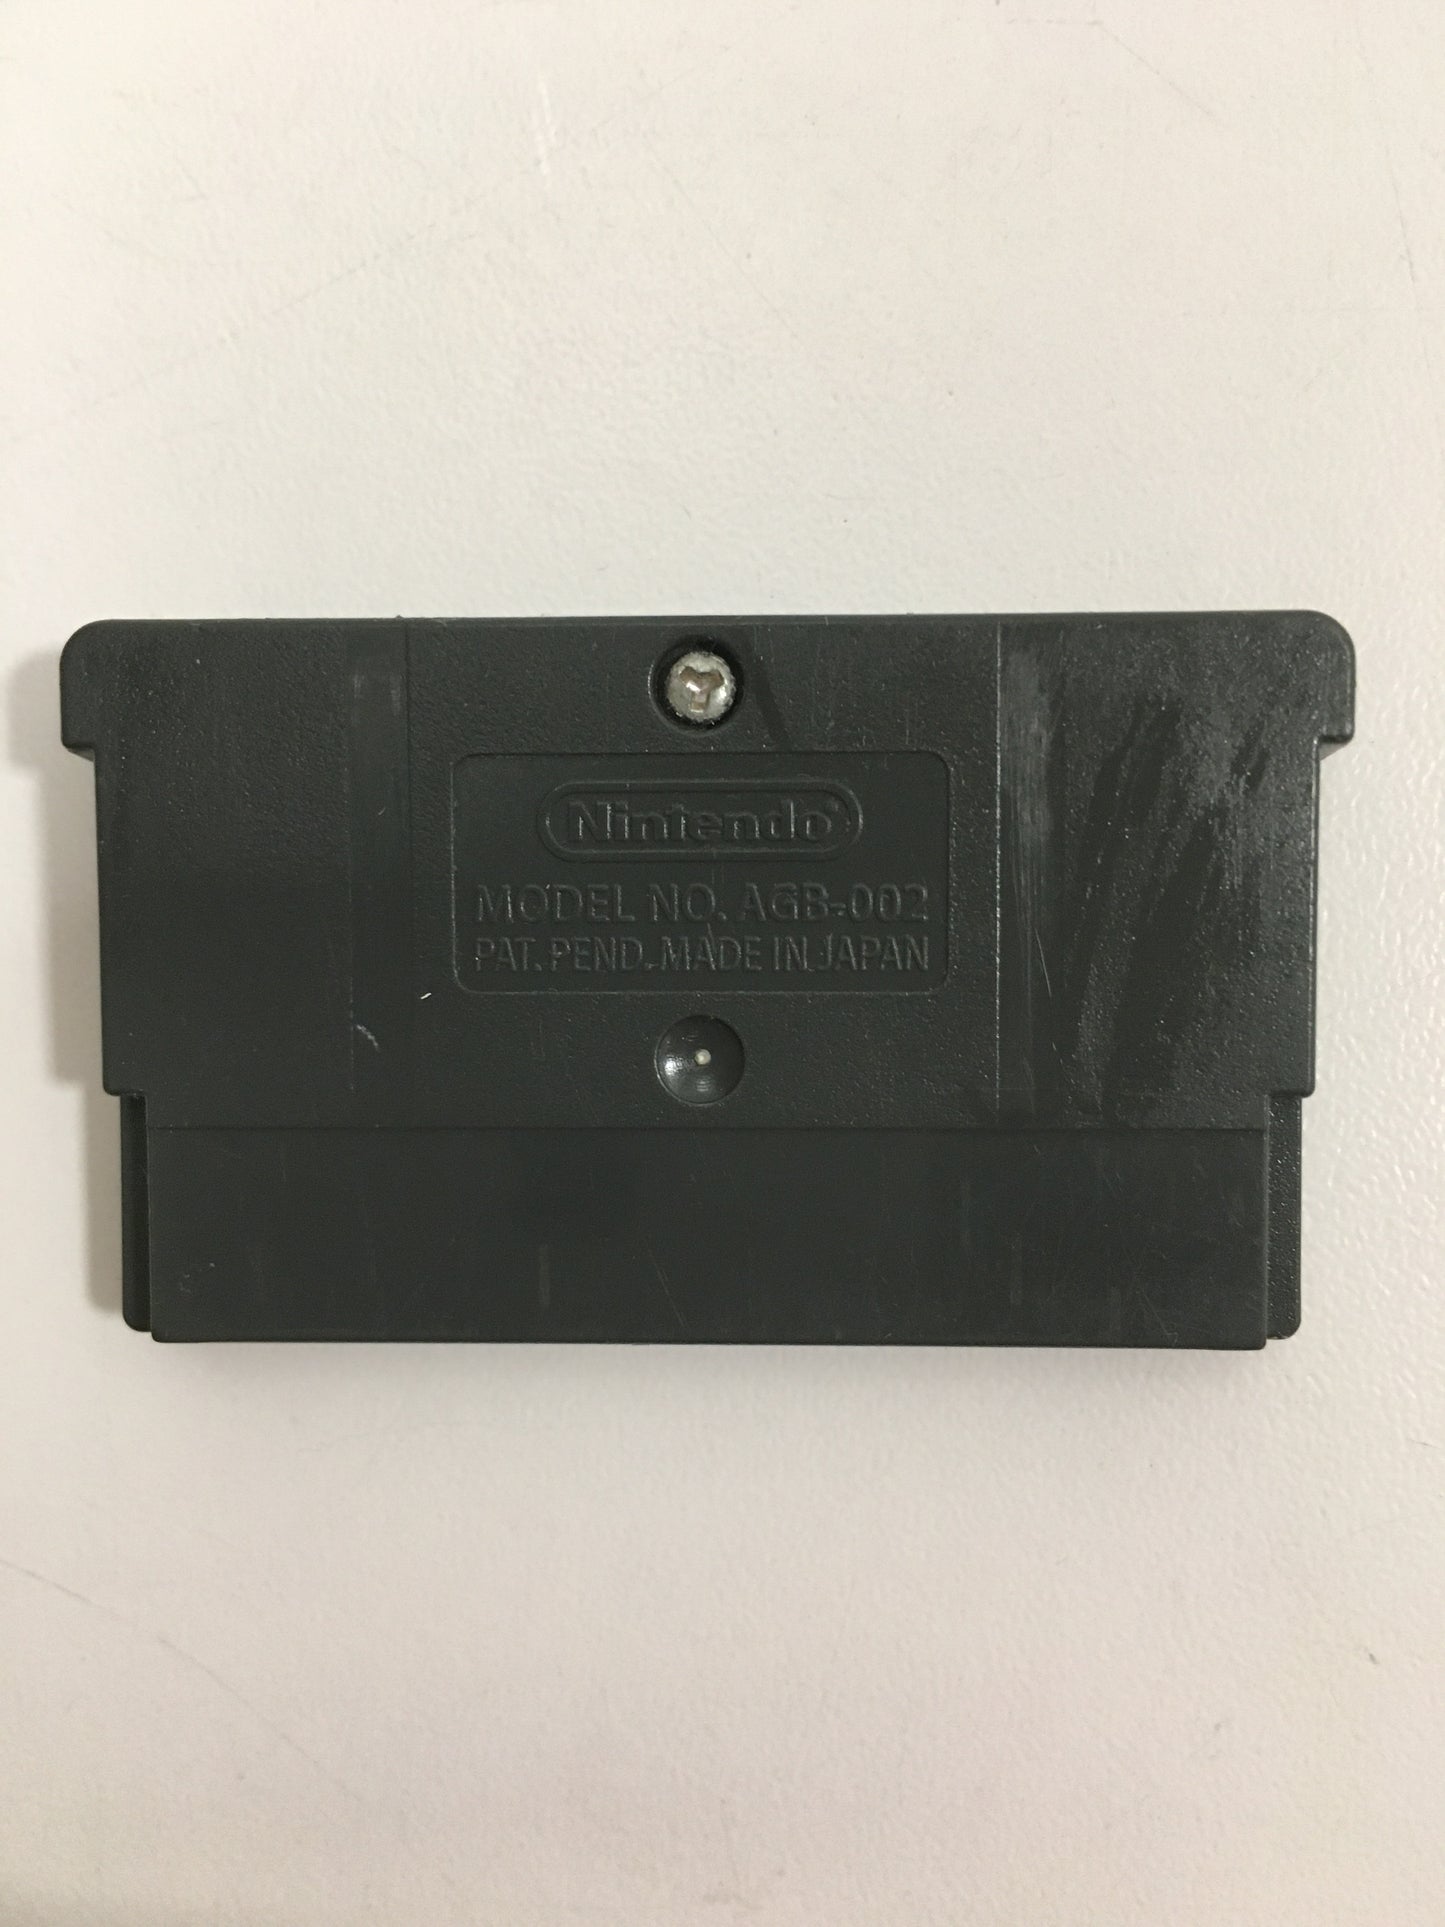 Nintendo®
MODEL NO. AGB-002
PAT. PEND. MADE IN JAPAN